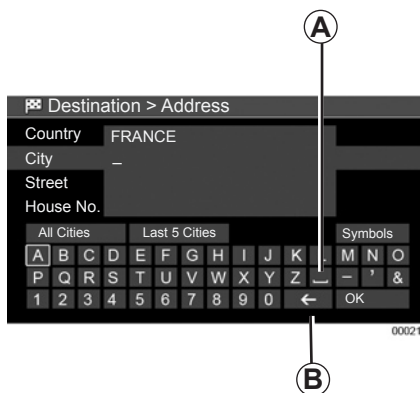 A
Destination > Address
Country FRANCE
City _
Street
House No.
All Cities Last 5 Cities Symbols
A B C D E F G H I J K L M N O
P Q R S T U V W X Y Z ⎵ – ' &
1 2 3 4 5 6 7 8 9 0 ← OK
00021
B